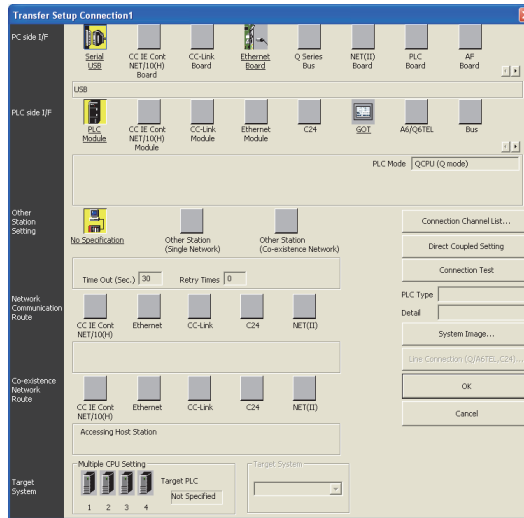 Transfer Setup Connection1
PC side I/F
Serial USB
CC IE Cont NET/10(H) Board
CC-Link Board
Ethernet Board
Q Series Bus
NET(II) Board
PLC Board
AF Board
USB
PLC side I/F
PLC Module
CC IE Cont NET/10(H) Module
CC-Link Module
Ethernet Module
C24
GOT
A6/Q6TEL
Bus
PLC Mode QCPU (Q mode)
Other Station Setting
No Specification
Other Station (Single Network)
Other Station (Co-existence Network)
Time Out (Sec.) 30 Retry Times 0
Connection Channel List...
Direct Coupled Setting
Connection Test
PLC Type
Detail
System Image...
Line Connection (Q/A6TEL,C24)...
OK
Cancel
Network Communication Route
CC IE Cont NET/10(H)
Ethernet
CC-Link
C24
NET(II)
Co-existence Network Route
CC IE Cont NET/10(H)
Ethernet
CC-Link
C24
NET(II)
Accessing Host Station
Target System
Multiple CPU Setting
1 2 3 4
Target PLC
Not Specified
Target System